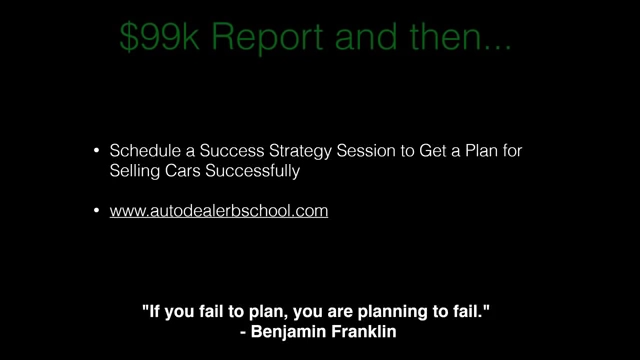 $99k Report and then...
• Schedule a Success Strategy Session to Get a Plan for
Selling Cars Successfully
• www.autodealerbschool.com
"If you fail to plan, you are planning to fail."
- Benjamin Franklin